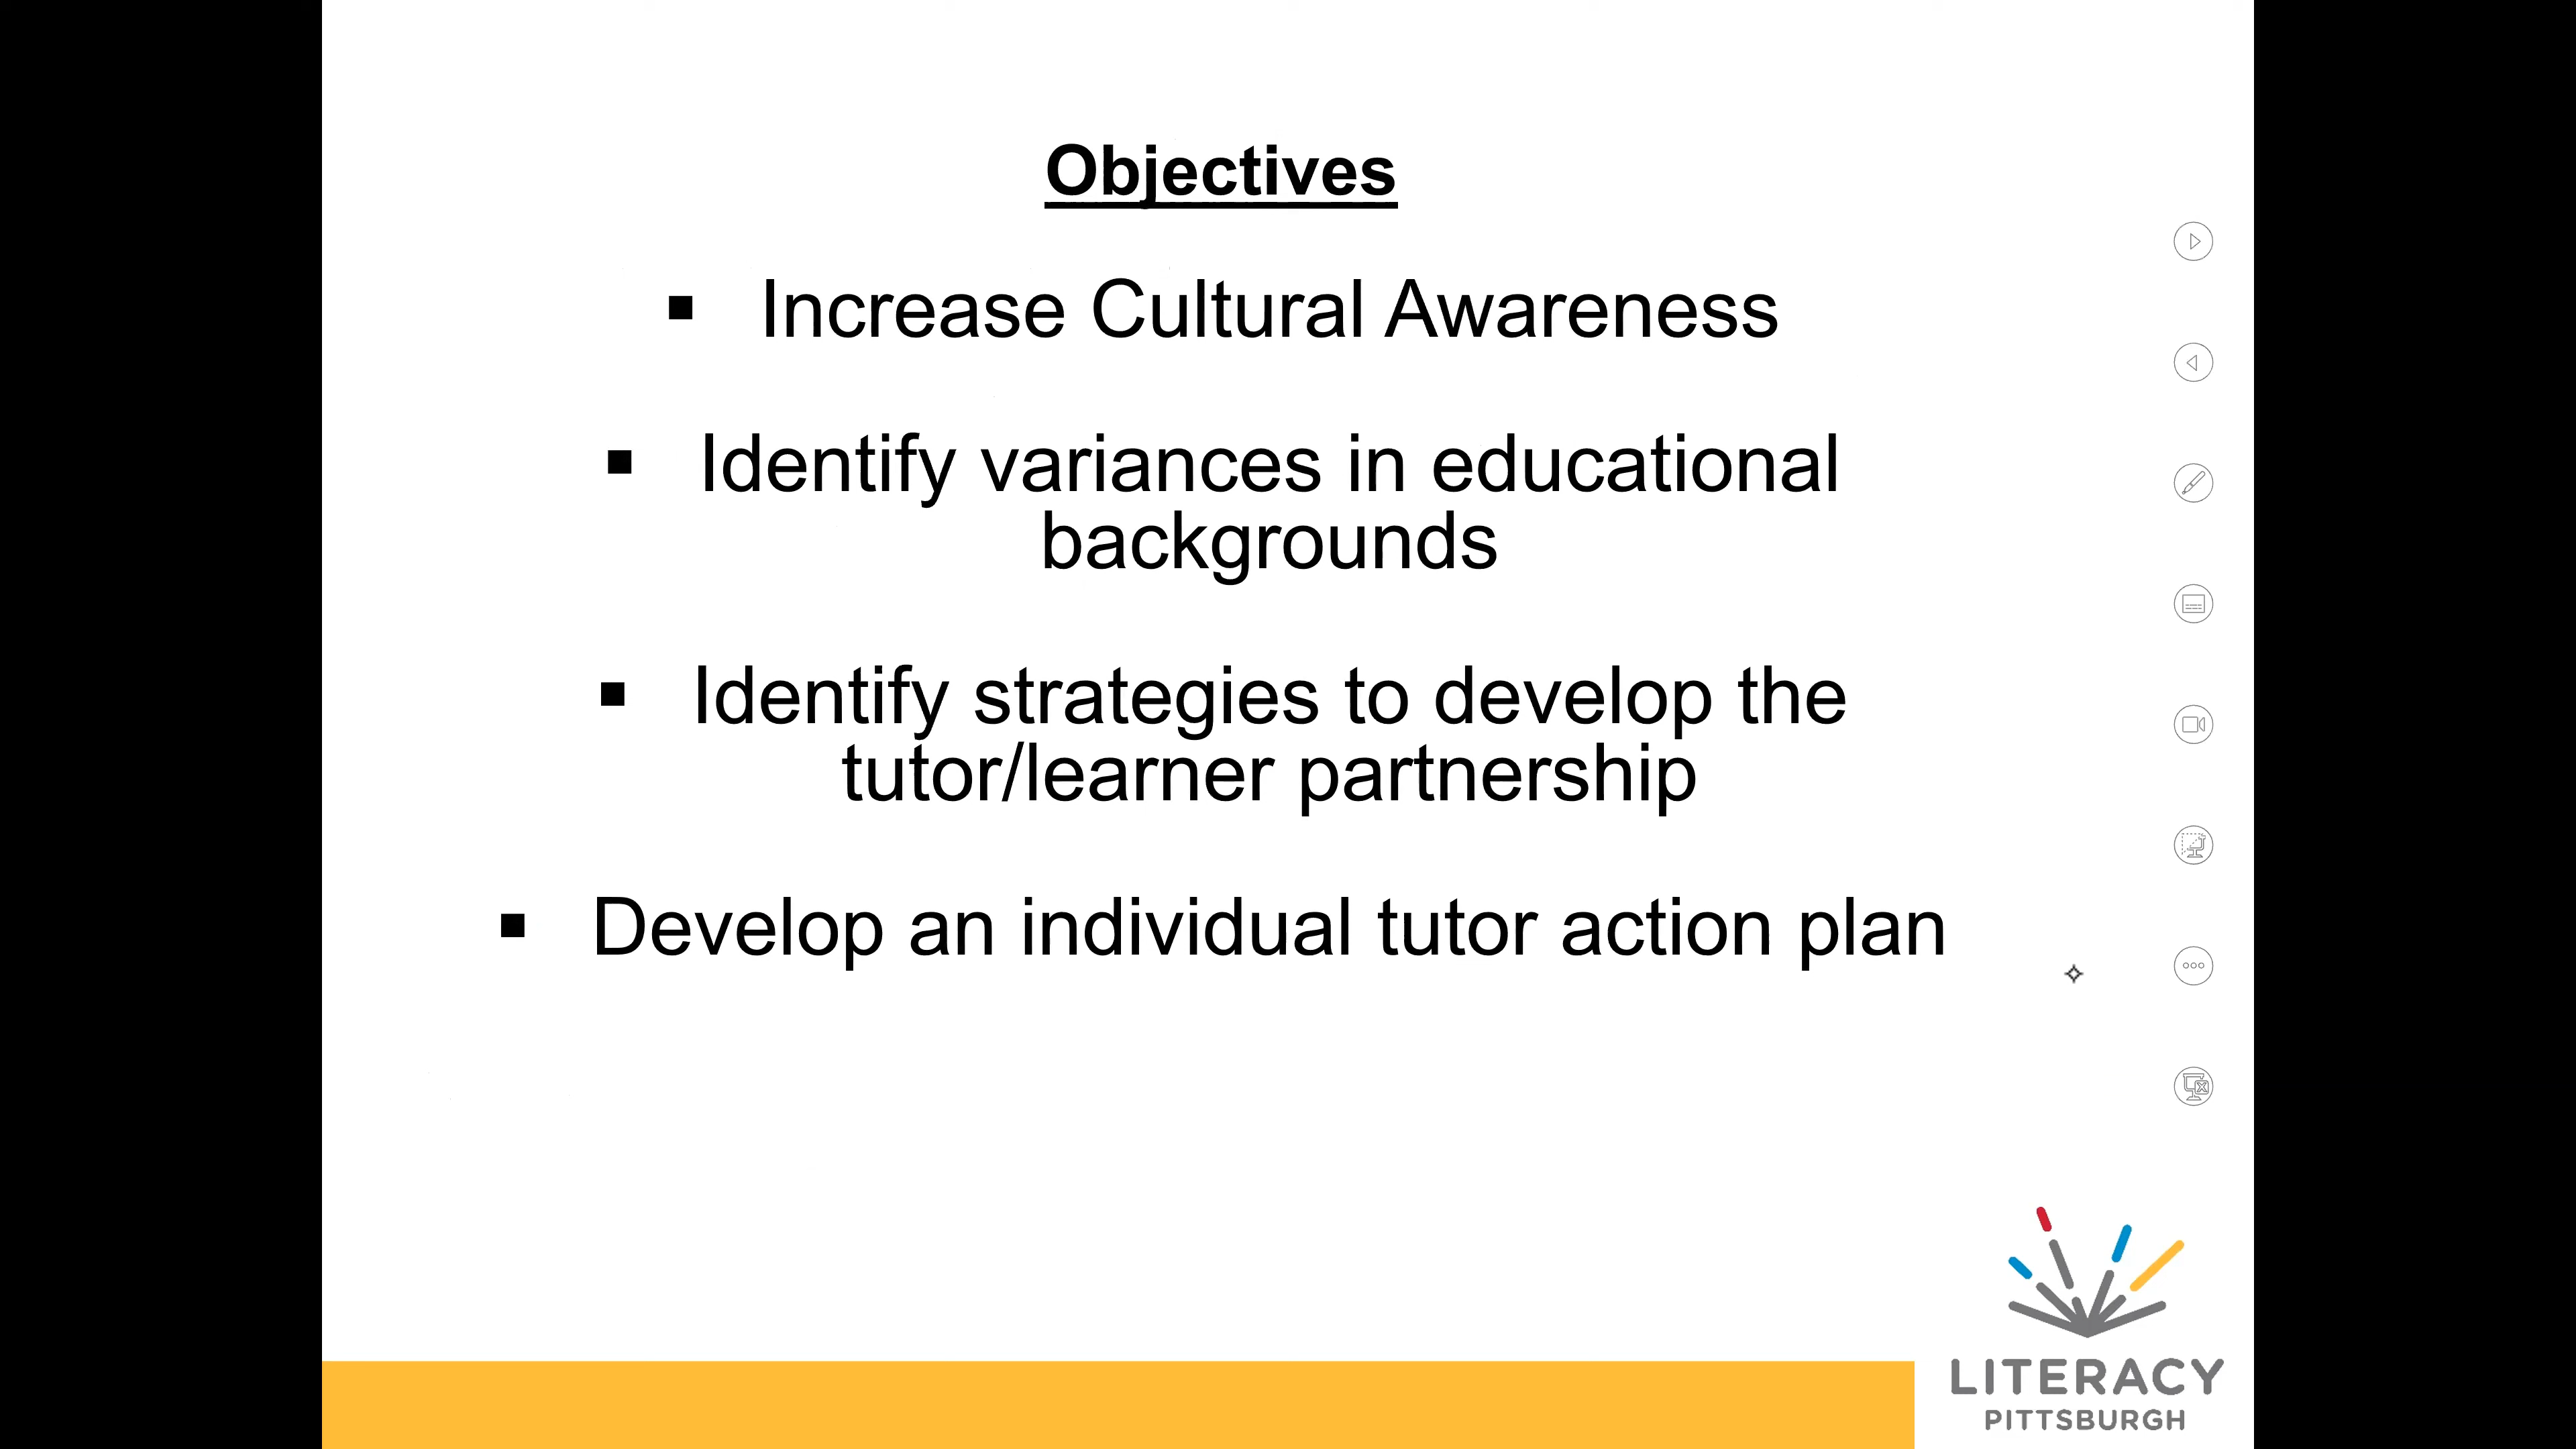 Objectives
▪ Increase Cultural Awareness
▪ Identify variances in educational
backgrounds
▪ Identify strategies to develop the
tutor/learner partnership
▪ Develop an individual tutor action plan
LITERACY
PITTSBURGH